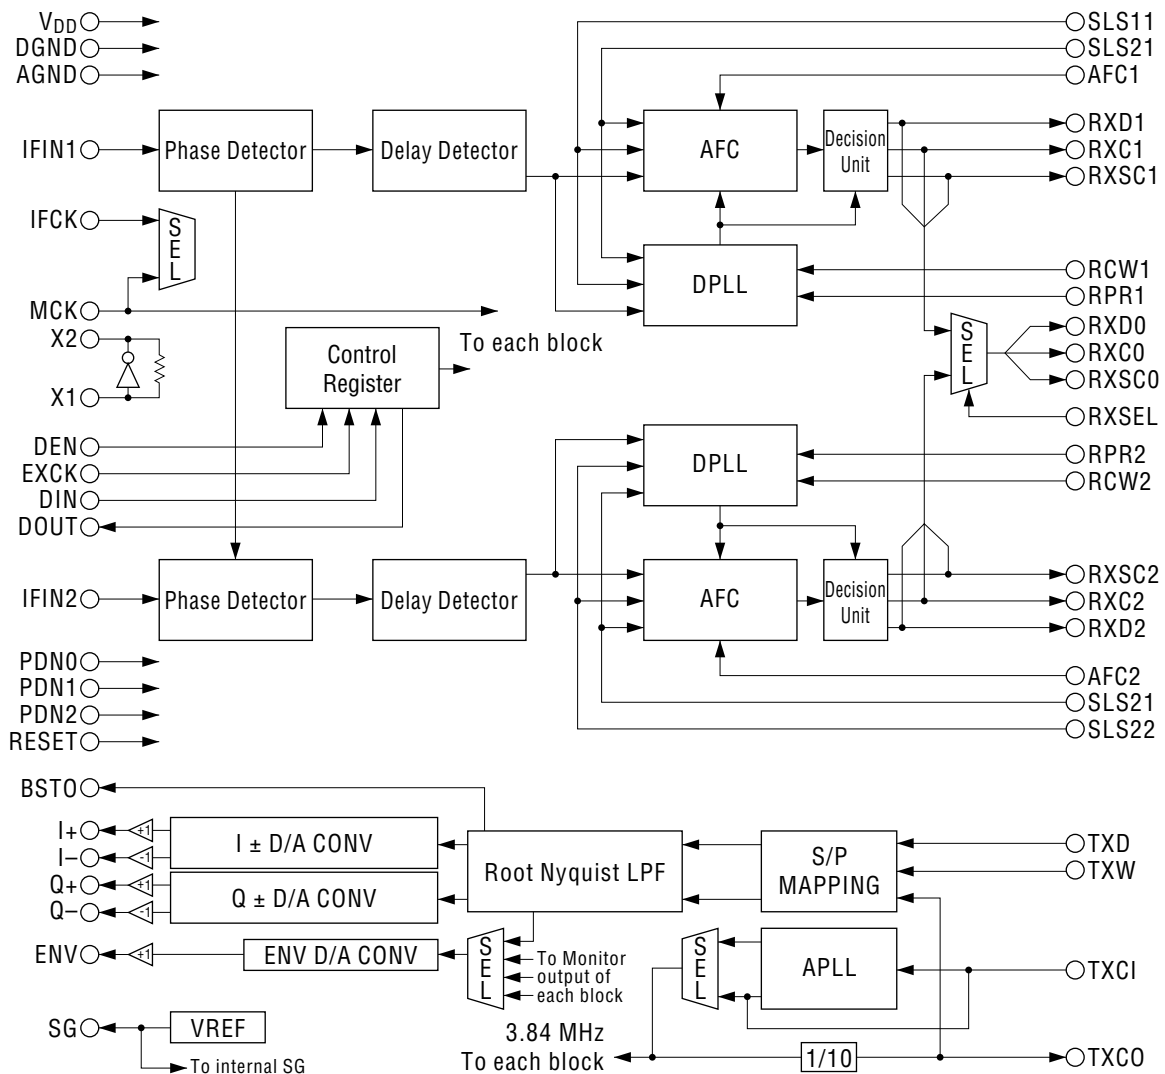 VDD
DGND
AGND
SLS11
SLS21
AFC1
IFIN1
Phase Detector
Delay Detector
AFC
Decision
Unit
RXD1
RXC1
RXSC1
IFCK
SEL
MCK
To each block
DPLL
RCW1
RPR1
X2
X1
Control
Register
SEL
RXD0
RXC0
RXSC0
RXSEL
DEN
EXCK
DIN
DOUT
DPLL
RPR2
RCW2
IFIN2
Phase Detector
Delay Detector
AFC
Decision
Unit
RXSC2
RXC2
RXD2
PDN0
PDN1
PDN2
RESET
AFC2
SLS21
SLS22
BSTO
I+
+1
I−
-1
I ± D/A CONV
Q+
+1
Q−
-1
Q ± D/A CONV
Root Nyquist LPF
S/P
MAPPING
TXD
TXW
ENV
+1
ENV D/A CONV
SEL
To Monitor
output of
each block
SEL
APLL
TXCI
SG
VREF
To internal SG
3.84 MHz
To each block
1/10
TXCO